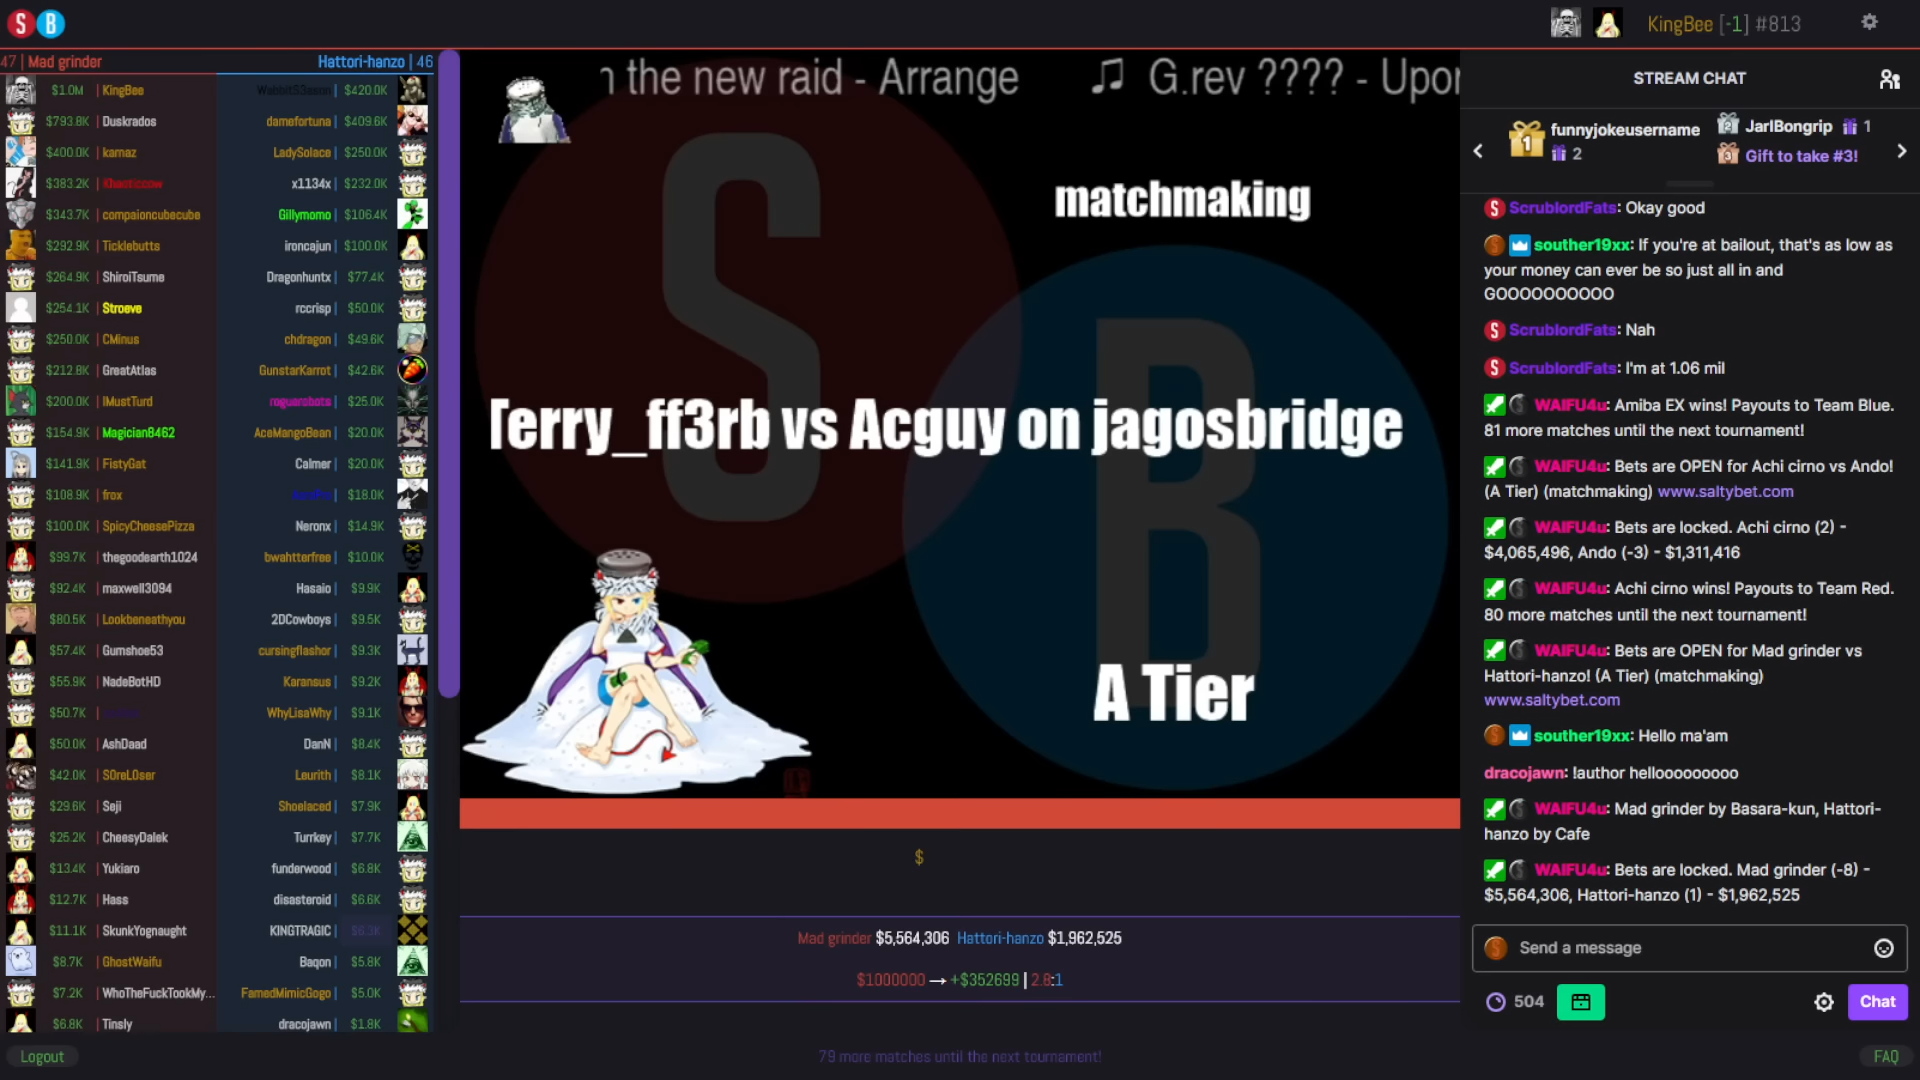 S B
KingBee [-1] #813
47 | Mad grinder
Hattori-hanzo | 46
$1.0M | KingBee
| $420.0K
$793.8K | Duskrados
damefortuna | $409.6K
$400.0K | kamaz
LadySolace | $250.0K
$383.2K |
x1134x | $232.0K
$343.7K | compaioncubecube
Gillymomo | $106.4K
$292.9K | Ticklebutts
ironcajun | $100.0K
$264.9K | ShiroiTsume
Dragonhuntx | $77.4K
$254.1K | Stroeve
rccrisp | $50.0K
$250.0K | CMinus
chdragon | $49.6K
$212.8K | GreatAtlas
GunstarKarrot | $42.6K
$200.0K | IMustTurd
roguerobots | $25.0K
$154.9K | Magician8462
AceMangoBean | $20.0K
$141.9K | FistyGat
Calmer | $20.0K
$108.9K | frox
| $18.0K
$100.0K | SpicyCheesePizza
Neronx | $14.9K
$99.7K | thegoodearth1024
bwahtterfree | $10.0K
$92.4K | maxwell3094
Hasaio | $9.9K
$80.5K | Lookbeneathyou
2DCowboys | $9.5K
$57.4K | Gumshoe53
cursingflashor | $9.3K
$55.9K | NadeBotHD
Karansus | $9.2K
$50.7K |
WhyLisaWhy | $9.1K
$50.0K | AshDaad
DanN | $8.4K
$42.0K | S0reL0ser
Leurith | $8.1K
$29.6K | Seji
Shoelaced | $7.9K
$25.2K | CheesyDalek
Turrkey | $7.7K
$13.4K | Yukiaro
funderwood | $6.8K
$12.7K | Hass
disasteroid | $6.6K
$11.1K | SkunkYognaught
KINGTRAGIC | $6.3K
$8.7K | GhostWaifu
Baqon | $5.8K
$7.2K | WhoTheFuckTookMy...
FamedMimicGogo | $5.0K
$6.8K | Tinsly
dracojawn | $1.8K
Logout
the new raid - Arrange ♫ G.rev ???? - Upor
matchmaking
Terry_ff3rb vs Acguy on jagosbridge
A Tier
$
Mad grinder $5,564,306 Hattori-hanzo $1,962,525
$1000000 → +$352699 | 2.8:1
79 more matches until the next tournament!
STREAM CHAT
1 funnyjokeusername
2
2 JarlBongrip 1
3 Gift to take #3!
ScrublordFats: Okay good
souther19xx: If you're at bailout, that's as low as
your money can ever be so just all in and
GOOOOOOOOOO
ScrublordFats: Nah
ScrublordFats: I'm at 1.06 mil
WAIFU4u: Amiba EX wins! Payouts to Team Blue.
81 more matches until the next tournament!
WAIFU4u: Bets are OPEN for Achi cirno vs Ando!
(A Tier) (matchmaking) www.saltybet.com
WAIFU4u: Bets are locked. Achi cirno (2) -
$4,065,496, Ando (-3) - $1,311,416
WAIFU4u: Achi cirno wins! Payouts to Team Red.
80 more matches until the next tournament!
WAIFU4u: Bets are OPEN for Mad grinder vs
Hattori-hanzo! (A Tier) (matchmaking)
www.saltybet.com
souther19xx: Hello ma'am
dracojawn: !author hellooooooooo
WAIFU4u: Mad grinder by Basara-kun, Hattori-
hanzo by Cafe
WAIFU4u: Bets are locked. Mad grinder (-8) -
$5,564,306, Hattori-hanzo (1) - $1,962,525
Send a message
504
Chat
FAQ